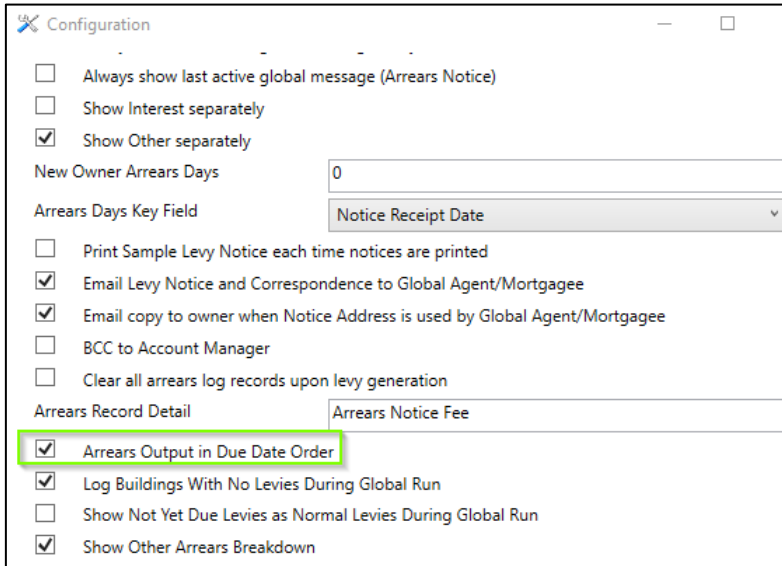 Configuration
Always show last active global message (Arrears Notice)
Show Interest separately
Show Other separately
New Owner Arrears Days 0
Arrears Days Key Field Notice Receipt Date
Print Sample Levy Notice each time notices are printed
Email Levy Notice and Correspondence to Global Agent/Mortgagee
Email copy to owner when Notice Address is used by Global Agent/Mortgagee
BCC to Account Manager
Clear all arrears log records upon levy generation
Arrears Record Detail Arrears Notice Fee
Arrears Output in Due Date Order
Log Buildings With No Levies During Global Run
Show Not Yet Due Levies as Normal Levies During Global Run
Show Other Arrears Breakdown